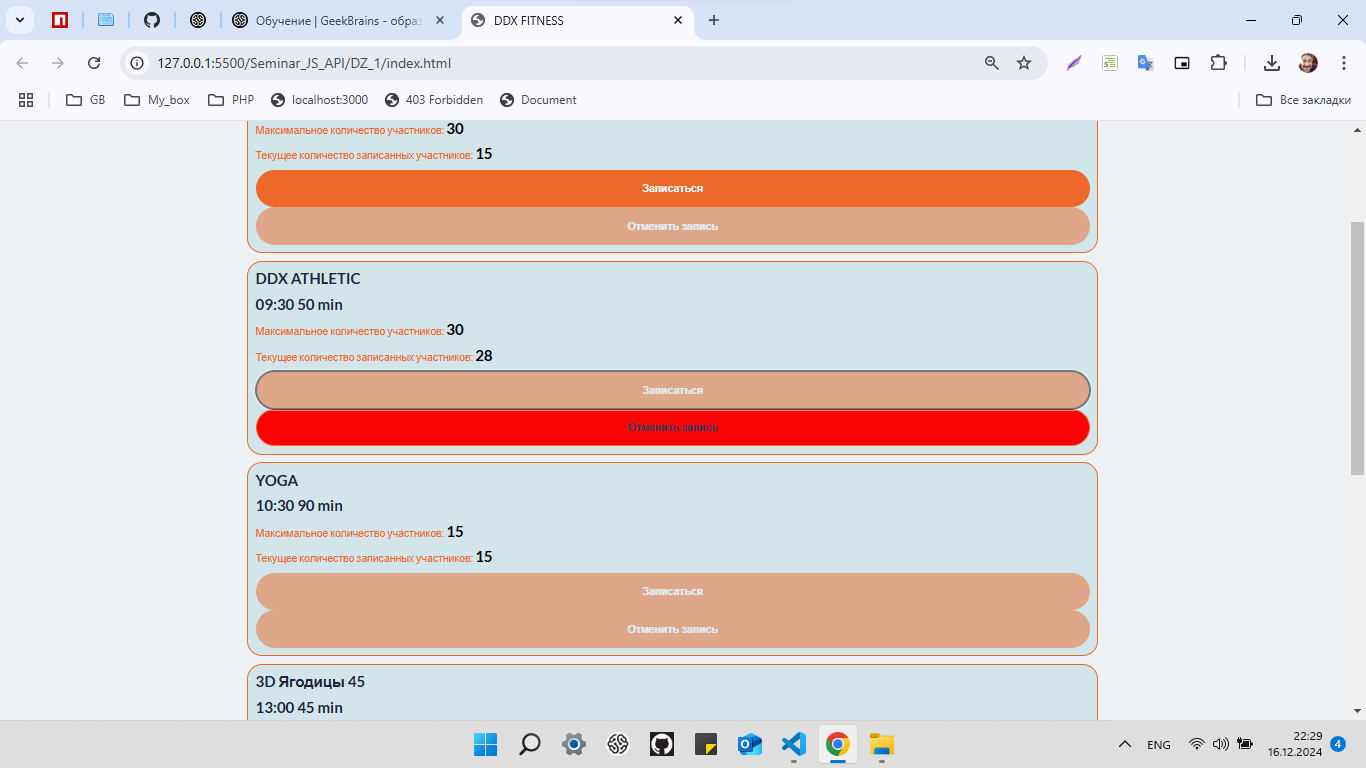 Обучение | GeekBrains - образ
DDX FITNESS
127.0.0.1:5500/Seminar_JS_API/DZ_1/index.html
GB
My_box
PHP
localhost:3000
403 Forbidden
Document
Все закладки
Максимальное количество участников: 30
Текущее количество записанных участников: 15
Записаться
Отменить запись
DDX ATHLETIC
09:30 50 min
Максимальное количество участников: 30
Текущее количество записанных участников: 28
Записаться
Отменить запись
YOGA
10:30 90 min
Максимальное количество участников: 15
Текущее количество записанных участников: 15
Записаться
Отменить запись
3D Ягодицы 45
13:00 45 min
ENG
22:29
16.12.2024
4